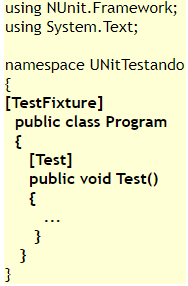 using NUnit.Framework;
using System.Text;
namespace UNitTestando
{
[TestFixture]
public class Program
{
[Test]
public void Test()
{
...
}
}
}